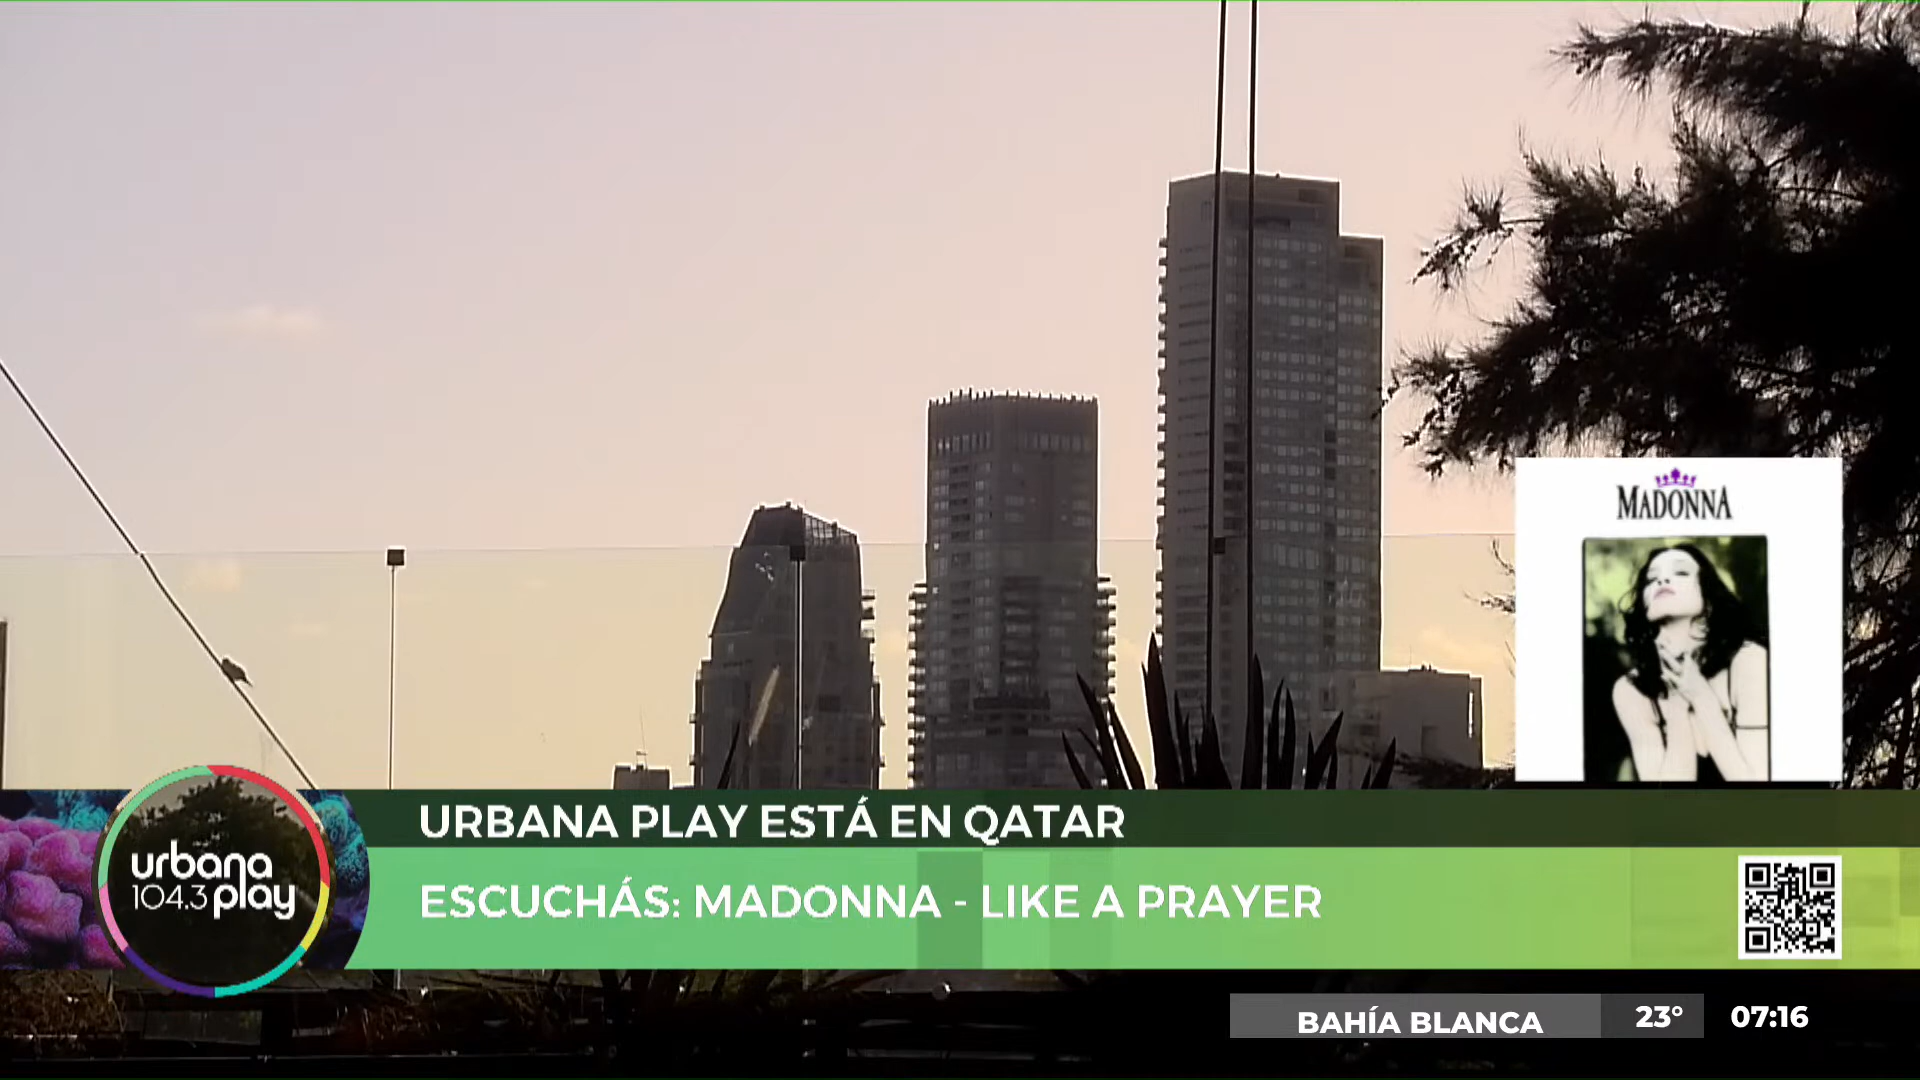 MADONNA
URBANA PLAY ESTÁ EN QATAR
urbana
104.3 play
ESCUCHÁS: MADONNA - LIKE A PRAYER
BAHÍA BLANCA 23° 07:16